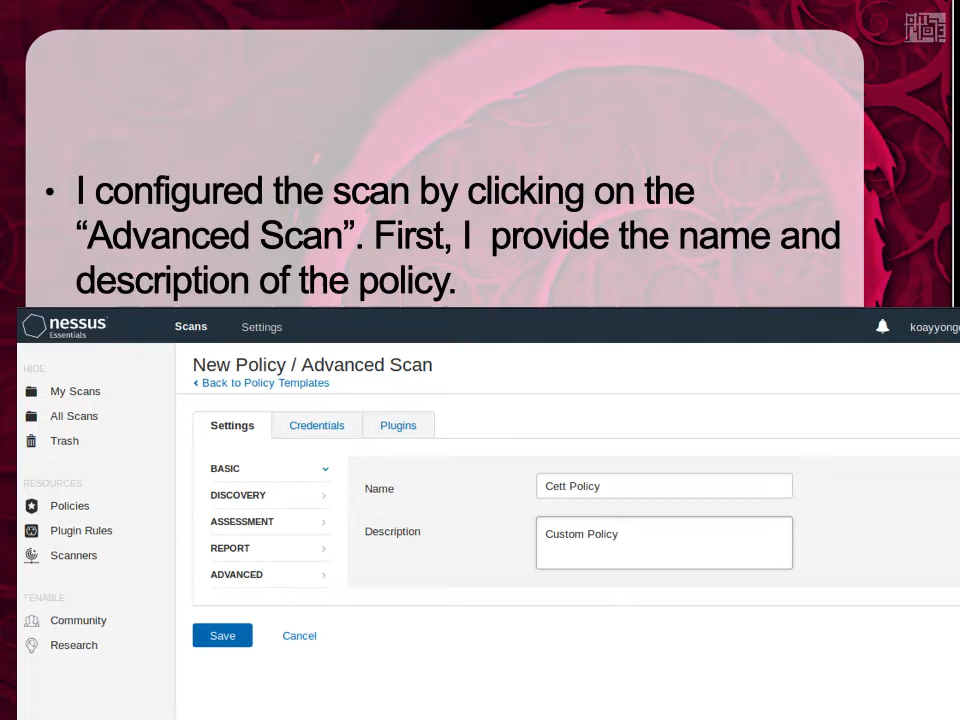 • I configured the scan by clicking on the
“Advanced Scan”. First, I  provide the name and
description of the policy.
nessus
Essentials
Scans
Settings
koayyong
HIDE
My Scans
All Scans
Trash
RESOURCES
Policies
Plugin Rules
Scanners
TENABLE
Community
Research
New Policy / Advanced Scan
Back to Policy Templates
Settings
Credentials
Plugins
BASIC
DISCOVERY
ASSESSMENT
REPORT
ADVANCED
Name
Cett Policy
Description
Custom Policy
Save
Cancel